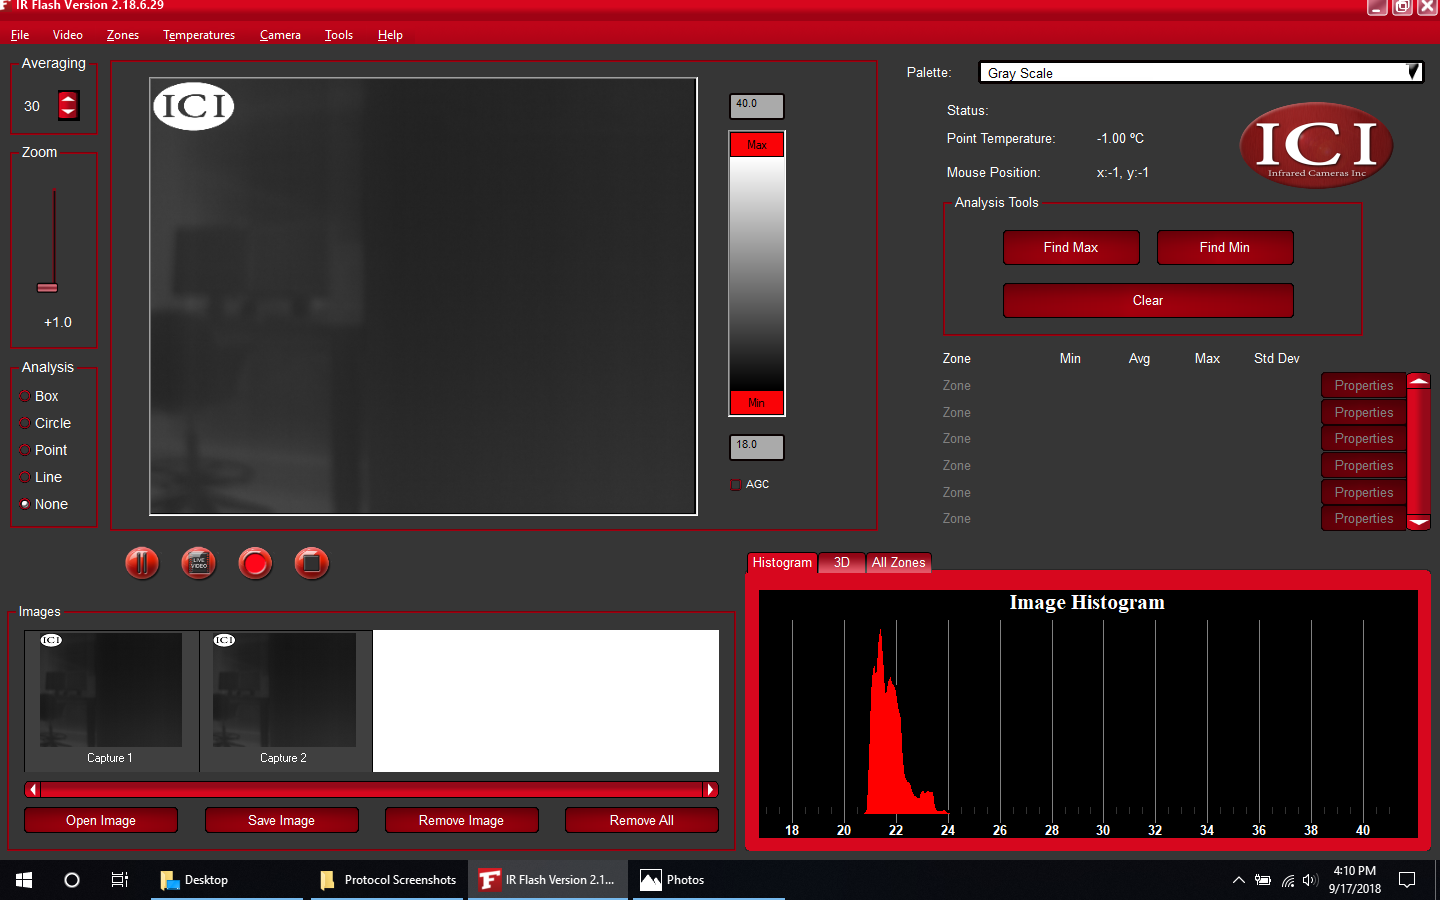 IR Flash Version 2.18.6.29
File Video Zones Temperatures Camera Tools Help
Averaging
30
Zoom
+1.0
Analysis
Box
Circle
Point
Line
None
ICI
40.0
Max
Min
18.0
AGC
Palette: Gray Scale
Status:
Point Temperature: -1.00 ºC
Mouse Position: x:-1, y:-1
ICI
Infrared Cameras Inc
Analysis Tools
Find Max Find Min
Clear
Zone Min Avg Max Std Dev
Zone Properties
Zone Properties
Zone Properties
Zone Properties
Zone Properties
Zone Properties
LIVE
VIDEO
Images
ICI ICI
Capture 1 Capture 2
Open Image Save Image Remove Image Remove All
Histogram 3D All Zones
Image Histogram
18 20 22 24 26 28 30 32 34 36 38 40
Desktop Protocol Screenshots IR Flash Version 2.1... Photos
4:10 PM
9/17/2018